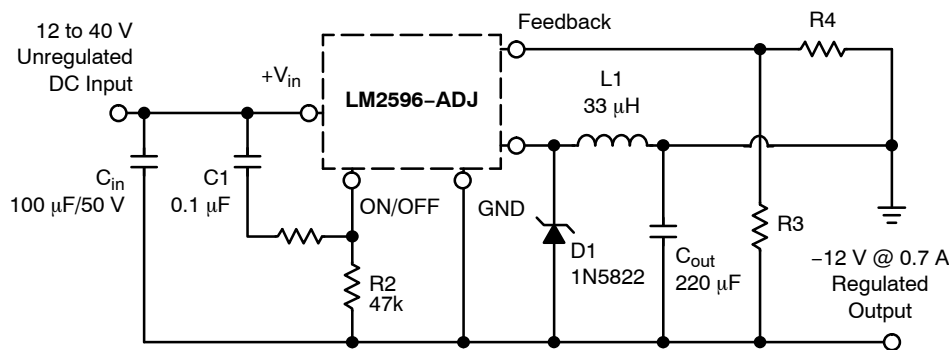 12 to 40 V
Unregulated
DC Input
+Vin
LM2596−ADJ
Feedback
R4
L1
33 μH
Cin
100 μF/50 V
C1
0.1 μF
ON/OFF
GND
R2
47k
D1
1N5822
Cout
220 μF
R3
−12 V @ 0.7 A
Regulated
Output